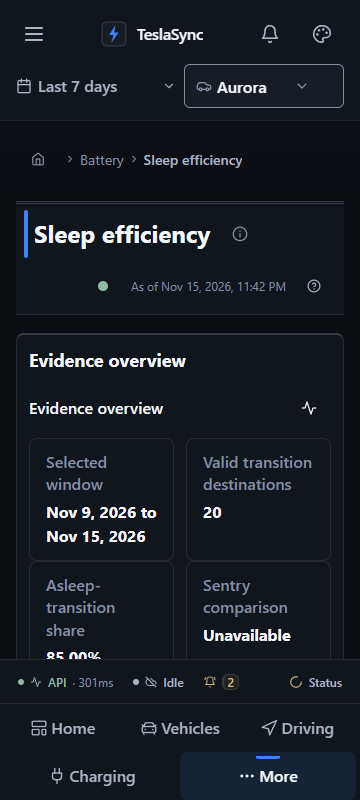 TeslaSync
Last 7 days
Aurora
Battery
Sleep efficiency
Sleep efficiency
As of Nov 15, 2026, 11:42 PM
Evidence overview
Evidence overview
Selected
window
Nov 9, 2026 to
Nov 15, 2026
Valid transition
destinations
20
Asleep-
transition
share
85.00%
Sentry
comparison
Unavailable
API · 301ms
Idle
2
Status
Home
Vehicles
Driving
Charging
More